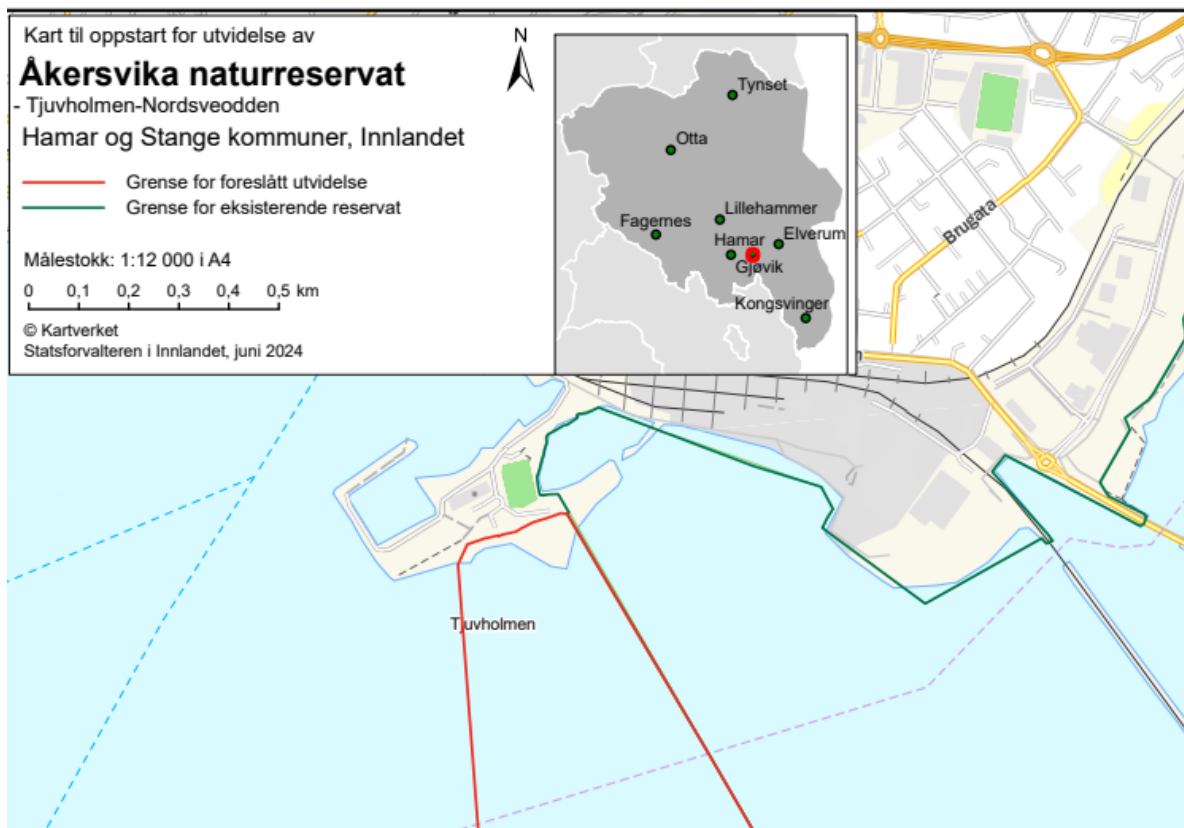 Kart til oppstart for utvidelse av
Åkersvika naturreservat
- Tjuvholmen-Nordsveodden
Hamar og Stange kommuner, Innlandet
Grense for foreslått utvidelse
Grense for eksisterende reservat
Målestokk: 1:12 000 i A4
0 0,1 0,2 0,3 0,4 0,5 km
© Kartverket
Statsforvalteren i Innlandet, juni 2024
N
Tynset
Otta
Lillehammer
Fagernes
Elverum
Hamar
Gjøvik
Kongsvinger
Brugata
Tjuvholmen